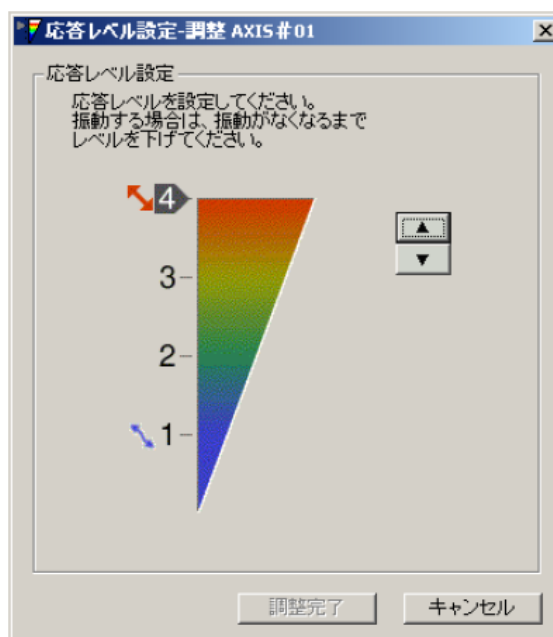 応答レベル設定-調整 AXIS#01
応答レベル設定
応答レベルを設定してください。
振動する場合は、振動がなくなるまで
レベルを下げてください。
4
3
2
1
調整完了
キャンセル